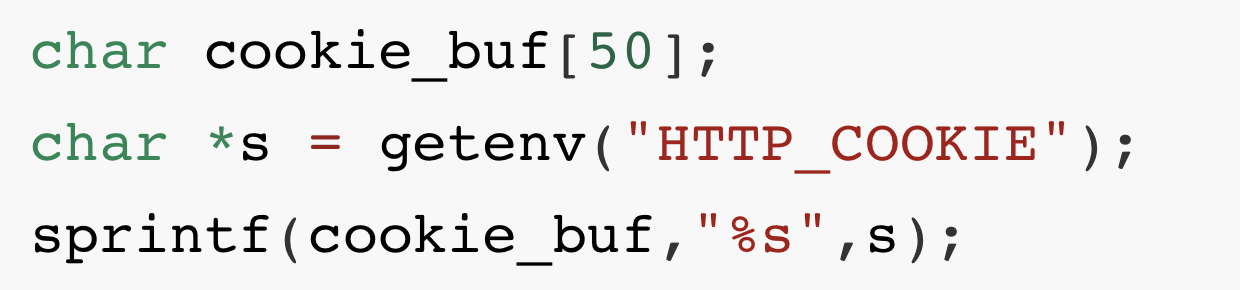 char cookie_buf[50];
char *s = getenv("HTTP_COOKIE");
sprintf(cookie_buf,"%s",s);